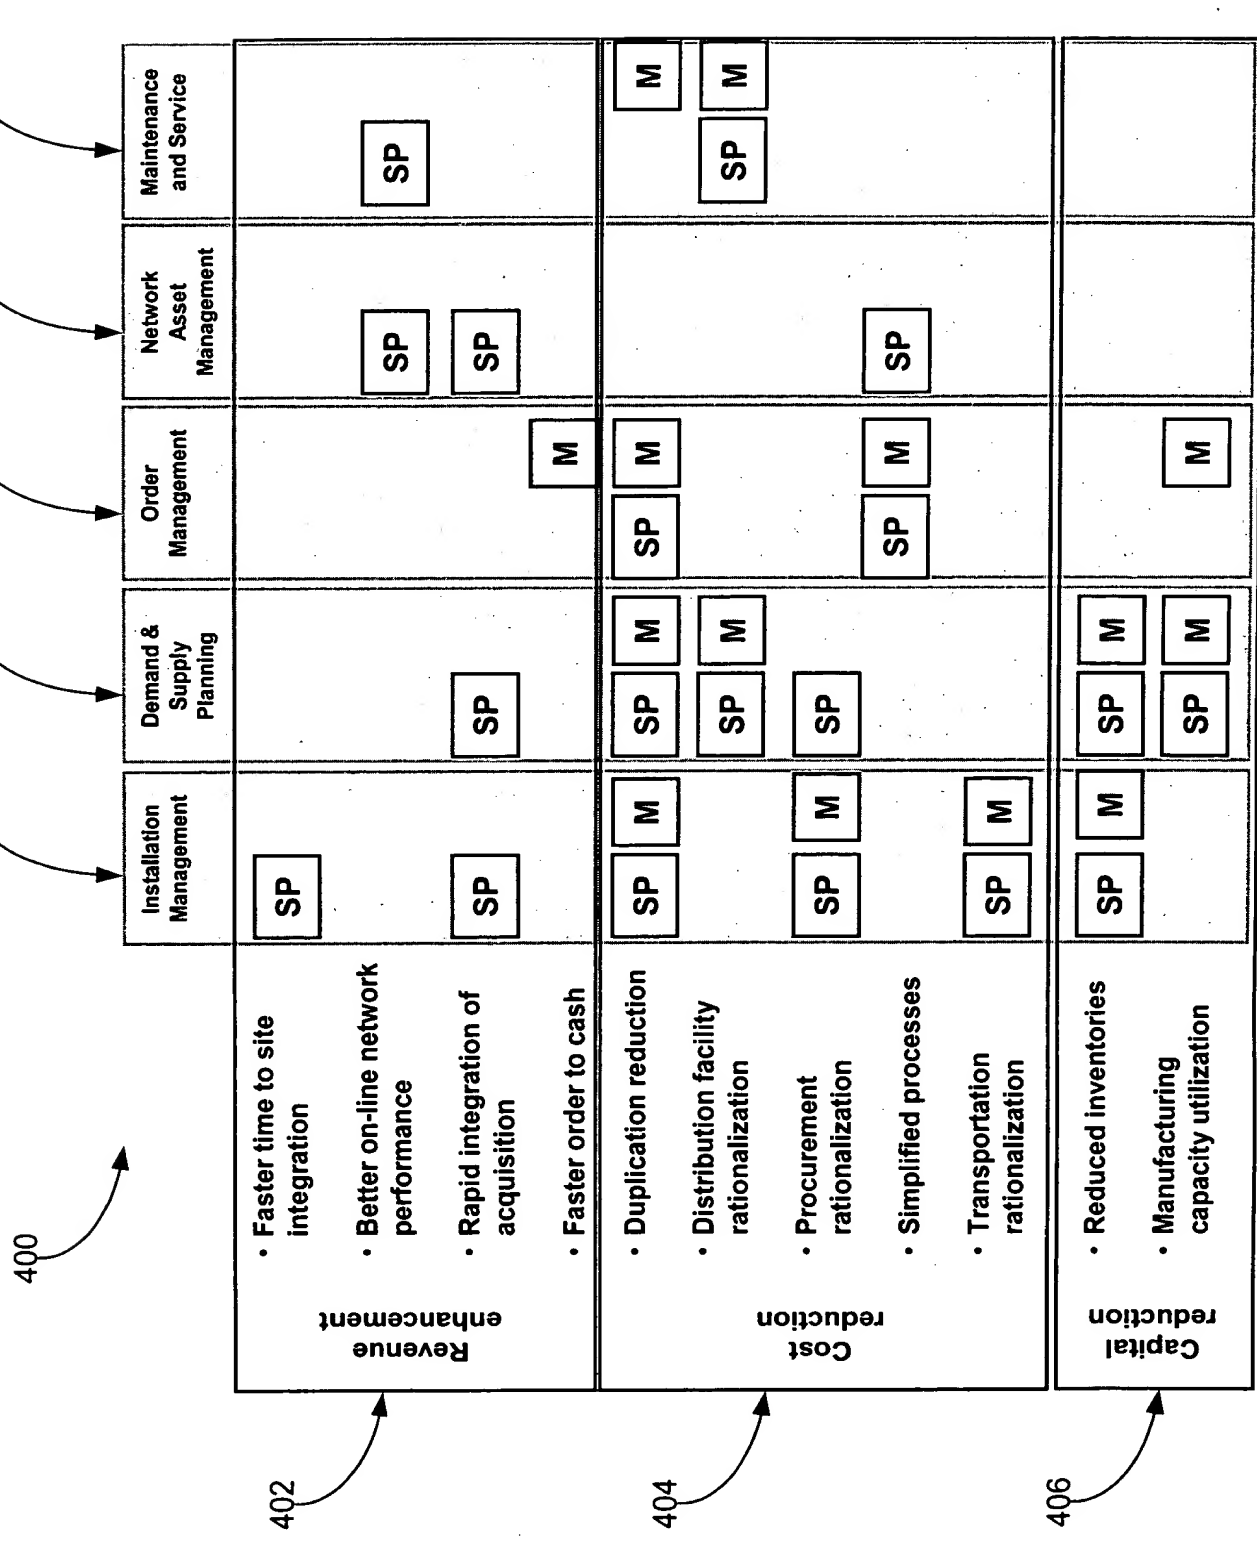 400
Installation
Management
Demand &
Supply
Planning
Order
Management
Network
Asset
Management
Maintenance
and Service
402
Revenue
enhancement
• Faster time to site
integration
SP
• Better on-line network
performance
SP
SP
• Rapid integration of
acquisition
SP
SP
SP
• Faster order to cash
M
404
Cost
reduction
• Duplication reduction
SP
M
SP
M
SP
M
M
• Distribution facility
rationalization
SP
M
SP
M
• Procurement
rationalization
SP
M
SP
• Simplified processes
SP
M
SP
• Transportation
rationalization
SP
M
406
Capital
reduction
• Reduced inventories
SP
M
SP
M
• Manufacturing
capacity utilization
SP
M
M